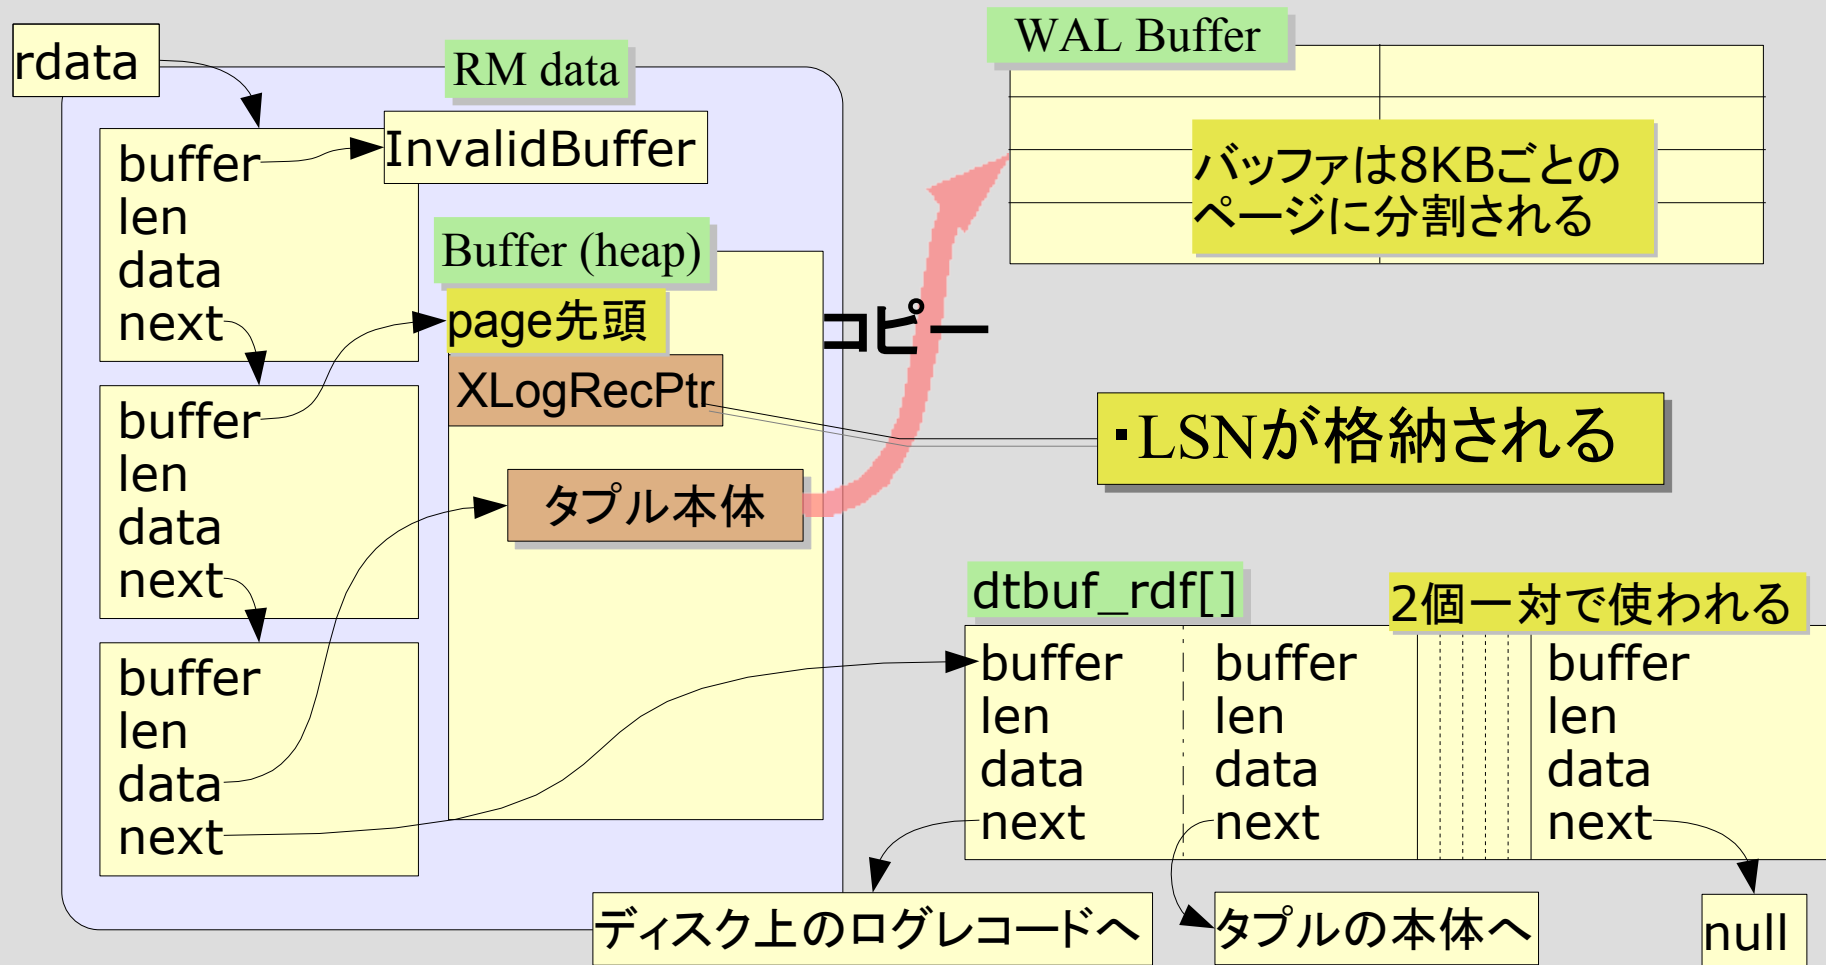 rdata
RM data
buffer
len
data
next
InvalidBuffer
Buffer (heap)
page先頭
XLogRecPtr
タプル本体
buffer
len
data
next
buffer
len
data
next
コピー
WAL Buffer
バッファは8KBごとの
ページに分割される
・LSNが格納される
dtbuf_rdf[]
2個一対で使われる
buffer
len
data
next
buffer
len
data
next
buffer
len
data
next
ディスク上のログレコードへ
タプルの本体へ
null